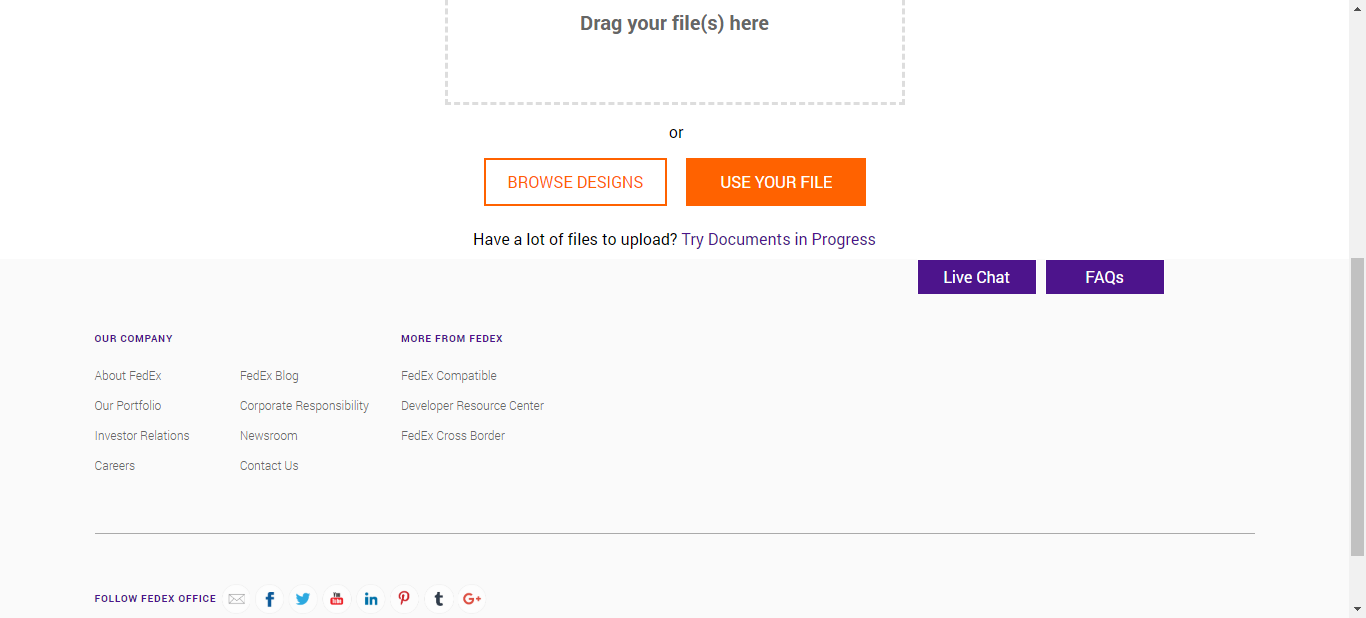 Drag your file(s) here
or
BROWSE DESIGNS
USE YOUR FILE
Have a lot of files to upload? Try Documents in Progress
Live Chat
FAQs
OUR COMPANY
About FedEx
Our Portfolio
Investor Relations
Careers
FedEx Blog
Corporate Responsibility
Newsroom
Contact Us
MORE FROM FEDEX
FedEx Compatible
Developer Resource Center
FedEx Cross Border
FOLLOW FEDEX OFFICE